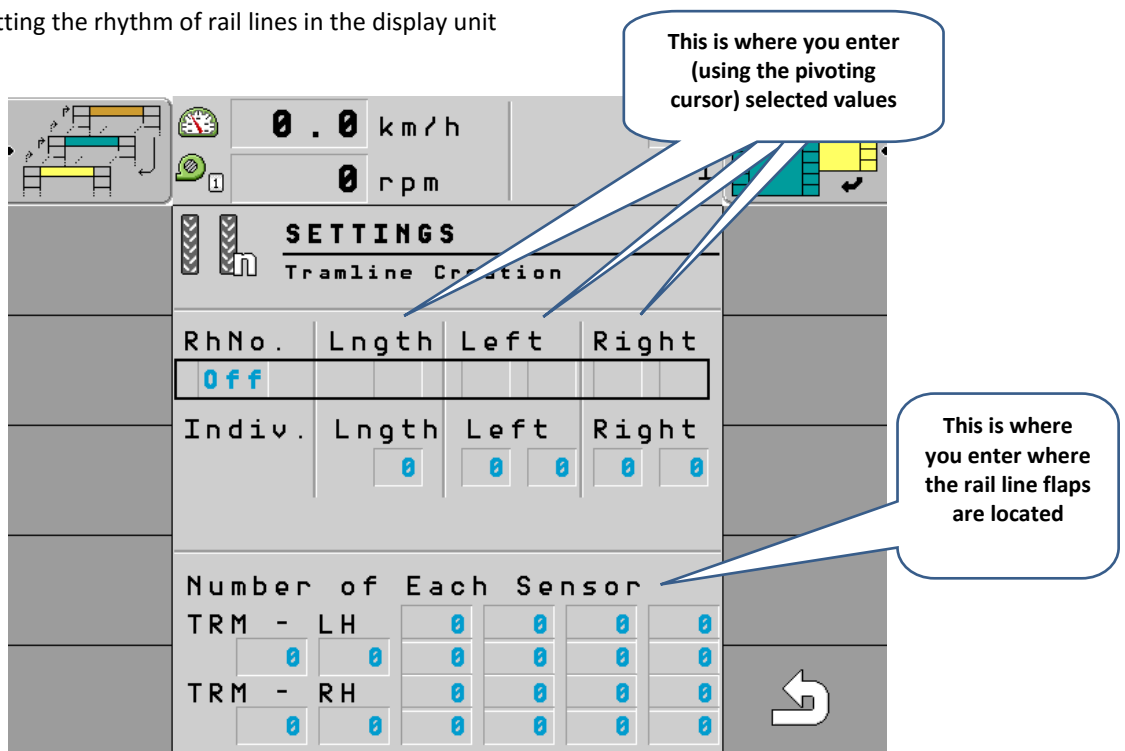 tting the rhythm of rail lines in the display unit
This is where you enter
(using the pivoting
cursor) selected values
0.0 km/h
1 0 rpm
1
SETTINGS
n Tramline Creation
RhNo. Lngth Left Right
Off
Indiv. Lngth Left Right
0 0 0 0 0
This is where
you enter where
the rail line flaps
are located
Number of Each Sensor
TRM - LH 0 0 0 0
0 0 0 0 0 0
TRM - RH 0 0 0 0
0 0 0 0 0 0